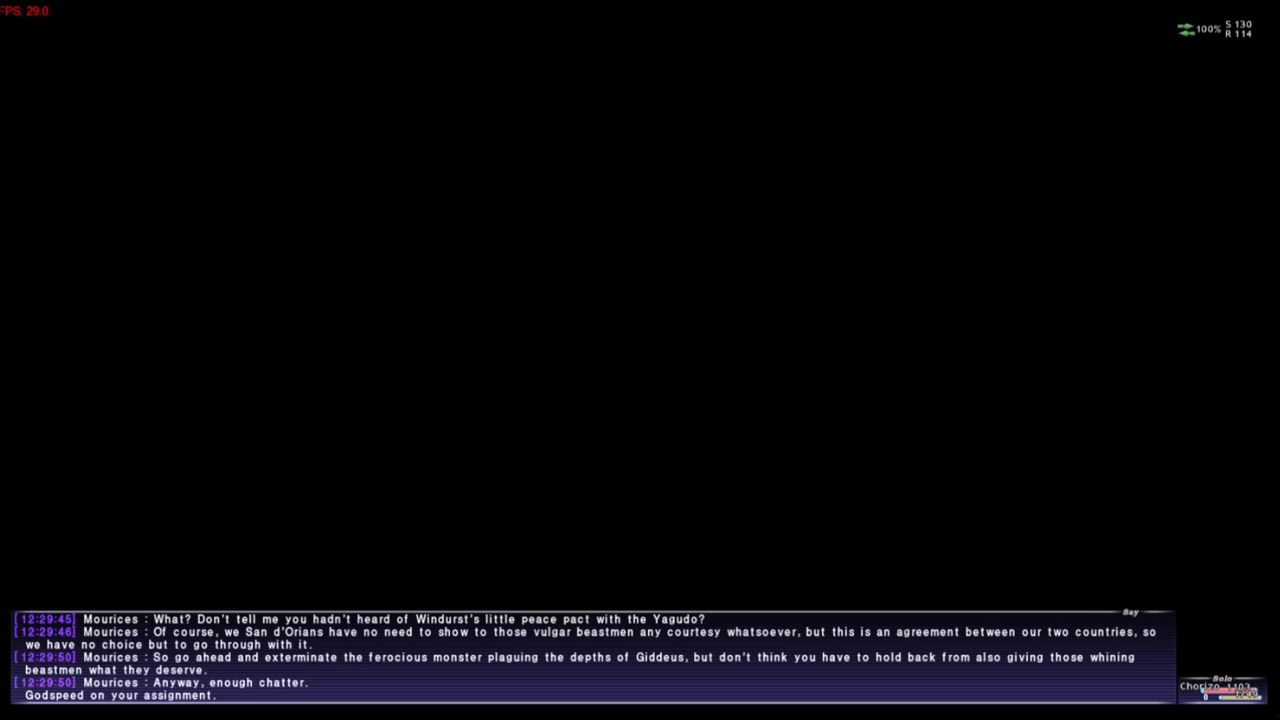 FPS: 29.0
100% S 130
R 114
Say
[12:29:45] Mourices : What? Don't tell me you hadn't heard of Windurst's little peace pact with the Yagudo?
[12:29:46] Mourices : Of course, we San d'Orians have no need to show to those vulgar beastmen any courtesy whatsoever, but this is an agreement between our two countries, so
we have no choice but to go through with it.
[12:29:50] Mourices : So go ahead and exterminate the ferocious monster plaguing the depths of Giddeus, but don't think you have to hold back from also giving those whining
beastmen what they deserve.
[12:29:50] Mourices : Anyway, enough chatter.
Godspeed on your assignment.
Solo
Chorizo
0